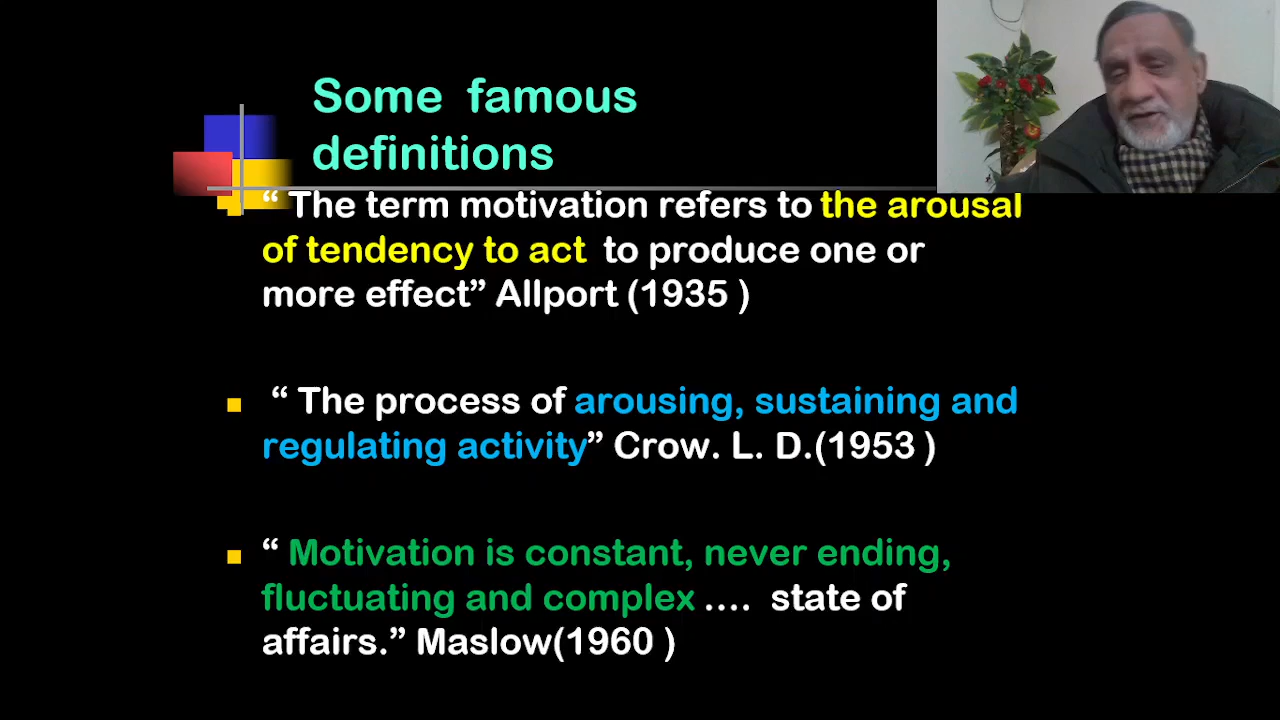 Some famous
definitions
“ The term motivation refers to the arousal
of tendency to act to produce one or
more effect” Allport (1935 )
“ The process of arousing, sustaining and
regulating activity” Crow. L. D.(1953 )
“ Motivation is constant, never ending,
fluctuating and complex .... state of
affairs.” Maslow(1960 )